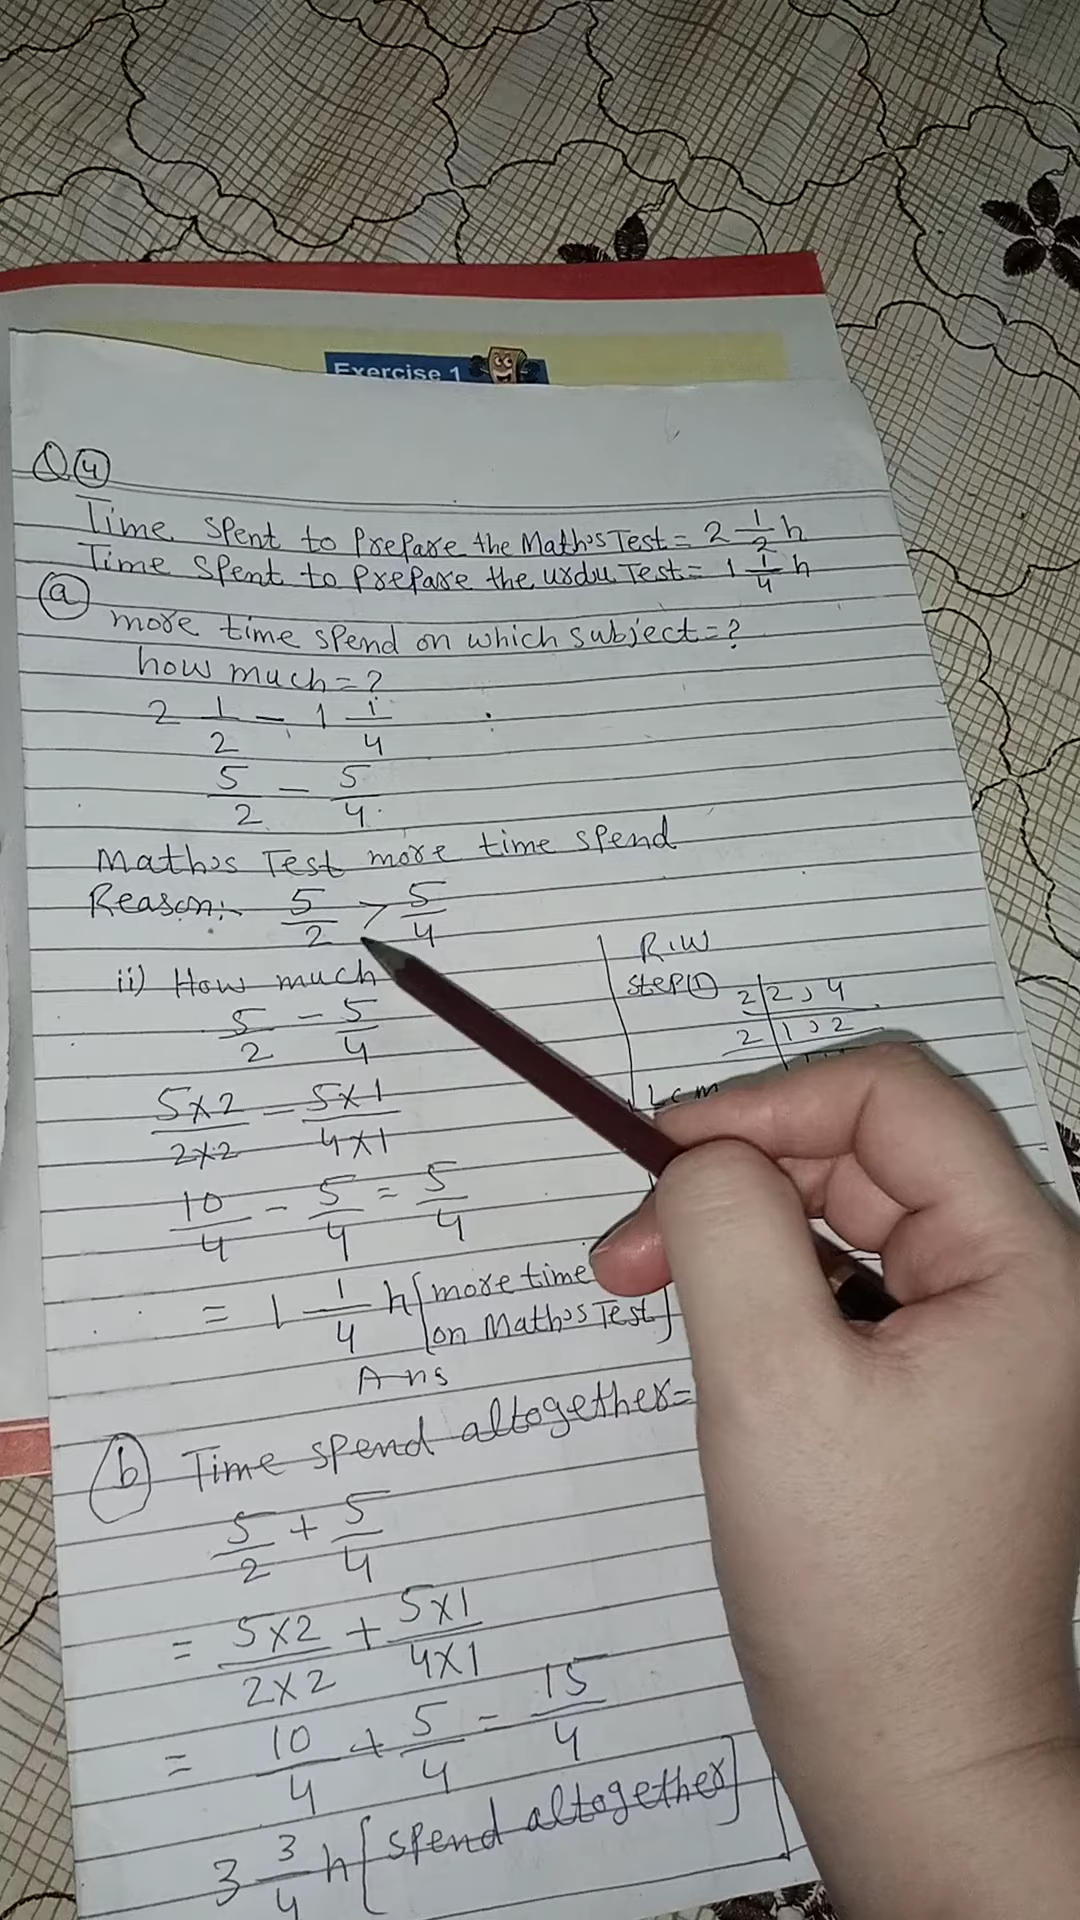 Exercise 1
Q 4
Time spent to prepare the Maths Test = 2 1/2 h
Time spent to prepare the urdu Test = 1 1/4 h
a more time spend on which subject = ?
how much = ?
2 1/2 - 1 1/4
5/2 - 5/4
Maths Test more time spend
Reason:- 5/2 > 5/4
ii) How much
5/2 - 5/4
5×2/2×2 - 5×1/4×1
10/4 - 5/4 = 5/4
= 1 1/4 h [more time
on Maths Test]
Ans
R.W
Step 1 2 | 2, 4
2 | 1, 2
Lcm
b Time spend altogether =
5/2 + 5/4
= 5×2/2×2 + 5×1/4×1
= 10/4 + 5/4 = 15/4
3 3/4 h [spend altogether]